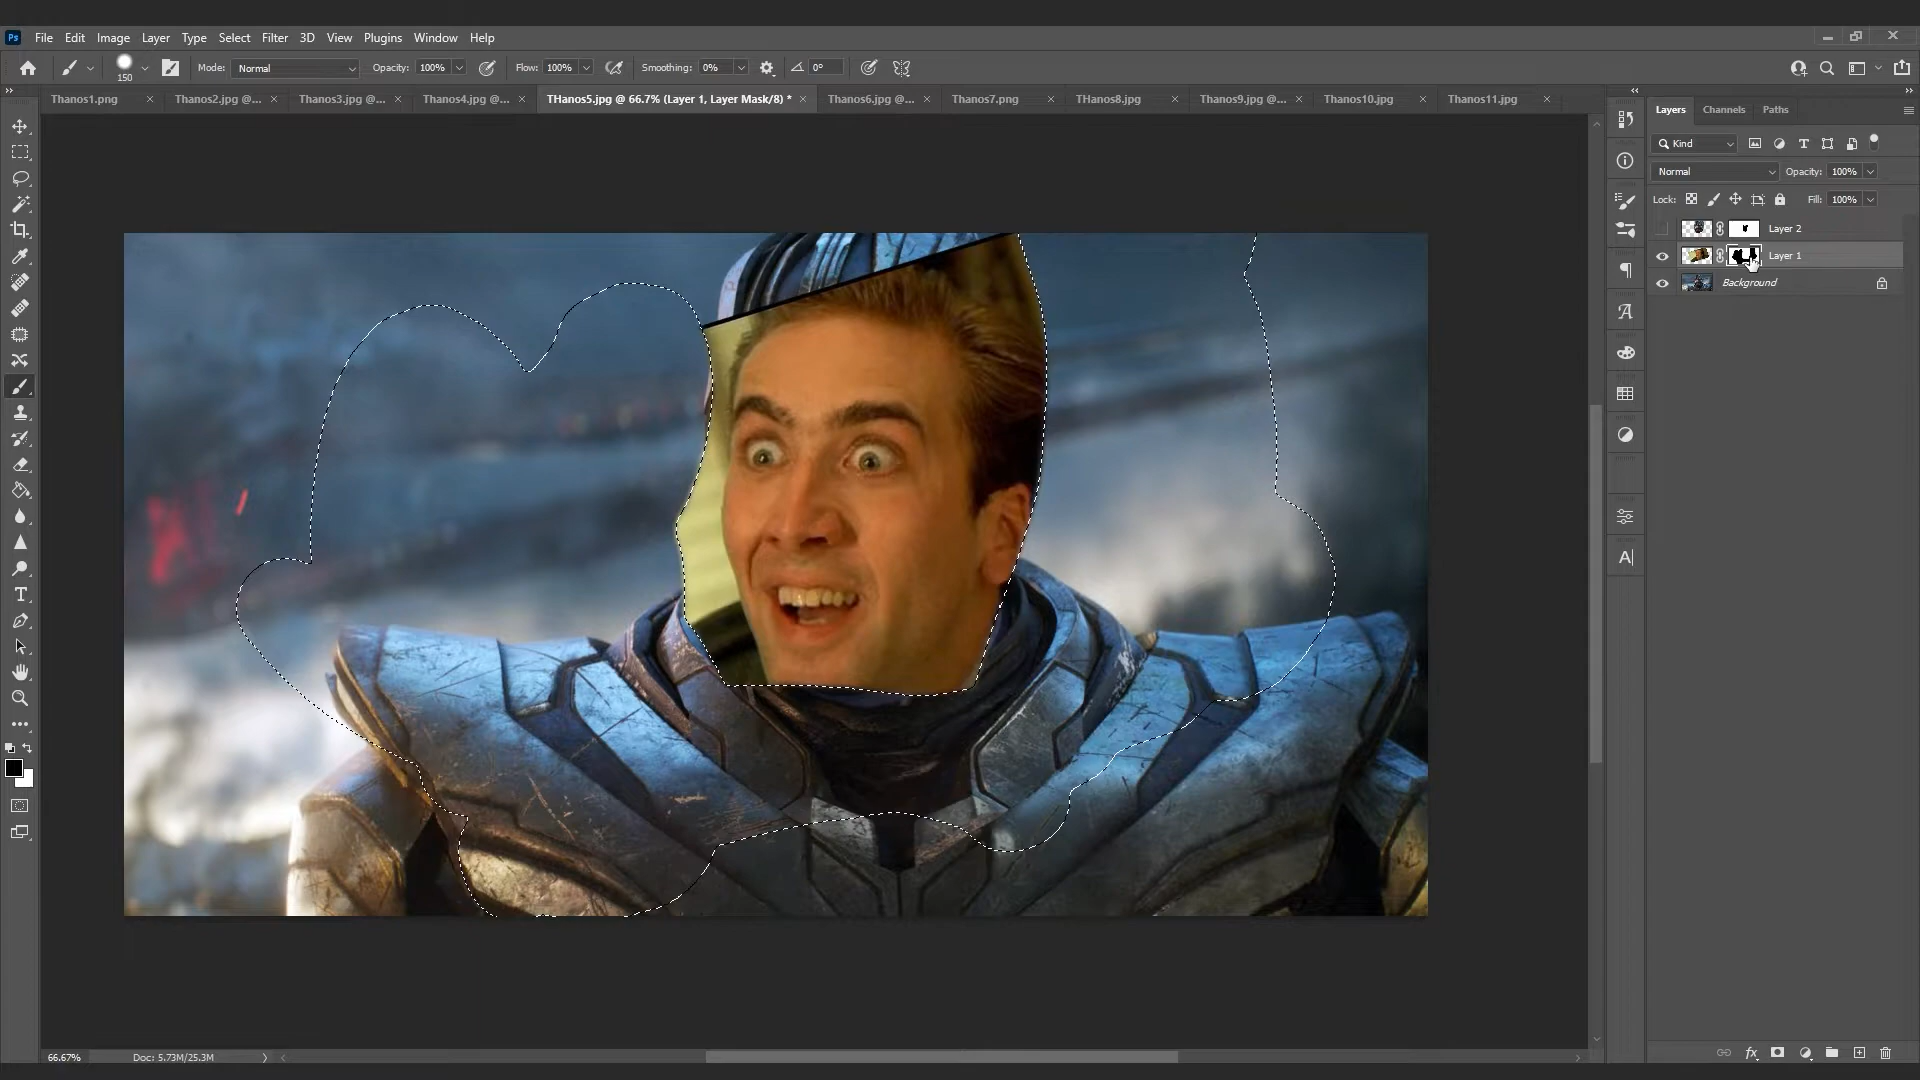 Ps File Edit Image Layer Type Select Filter 3D View Plugins Window Help
150 Mode: Normal Opacity: 100% Flow: 100% Smoothing: 0% 0°
Thanos1.png Thanos2.jpg @... Thanos3.jpg @... Thanos4.jpg @... THanos5.jpg @ 66.7% (Layer 1, Layer Mask/8) * Thanos6.jpg @... Thanos7.png THanos8.jpg Thanos9.jpg @... Thanos10.jpg Thanos11.jpg
Layers Channels Paths
Kind
Normal Opacity: 100%
Lock: Fill: 100%
Layer 2
Layer 1
Background
66.67% Doc: 5.73M/25.3M